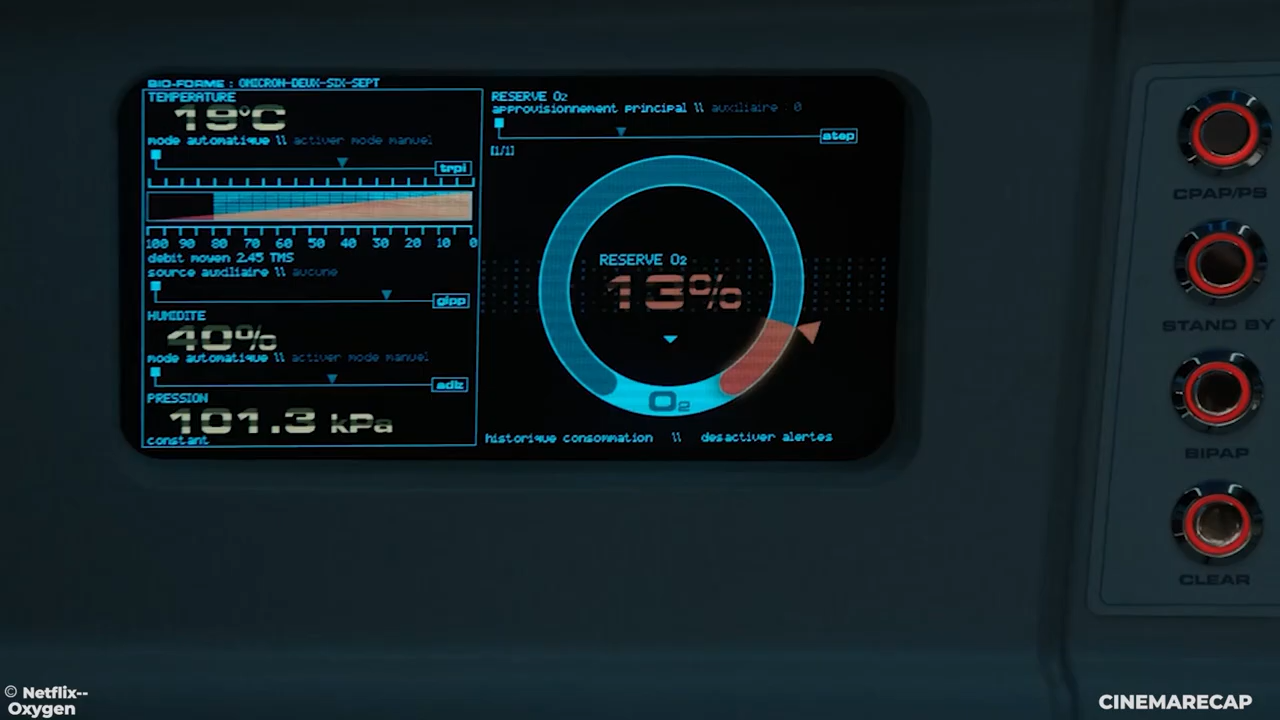 BIO-FORME : OMICRON-DEUX-SIX-SEPT
TEMPERATURE
19°C
mode automatique \\ activer mode manuel
trpi
100 90 80 70 60 50 40 30 20 10 0
debit moyen 2.45 TMS
source auxiliaire \\ aucune
gipp
HUMIDITE
40%
mode automatique \\ activer mode manuel
adlz
PRESSION
101.3 kPa
constant
RESERVE O₂
approvisionnement principal \\ auxiliaire : 0
step
[1/1]
RESERVE O₂
13%
O₂
historique consommation \\ desactiver alertes
CPAP/PS
STAND BY
BIPAP
CLEAR
© Netflix--
Oxygen
CINEMARECAP